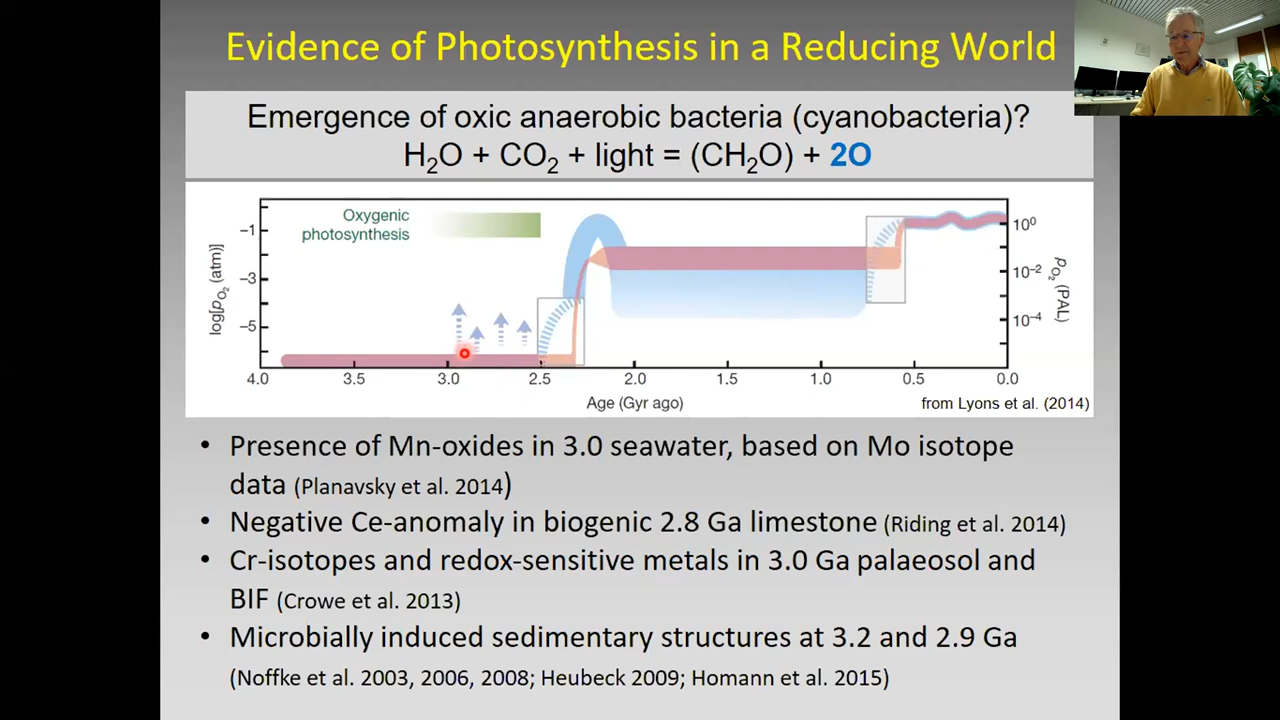 Evidence of Photosynthesis in a Reducing World
Emergence of oxic anaerobic bacteria (cyanobacteria)?
H₂O + CO₂ + light = (CH₂O) + 2O
Oxygenic
photosynthesis
log[pO₂ (atm)]
−1
−3
−5
10⁰
10⁻²
10⁻⁴
pO₂ (PAL)
4.0 3.5 3.0 2.5 2.0 1.5 1.0 0.5 0.0
Age (Gyr ago)
from Lyons et al. (2014)
• Presence of Mn-oxides in 3.0 seawater, based on Mo isotope
data (Planavsky et al. 2014)
• Negative Ce-anomaly in biogenic 2.8 Ga limestone (Riding et al. 2014)
• Cr-isotopes and redox-sensitive metals in 3.0 Ga palaeosol and
BIF (Crowe et al. 2013)
• Microbially induced sedimentary structures at 3.2 and 2.9 Ga
(Noffke et al. 2003, 2006, 2008; Heubeck 2009; Homann et al. 2015)